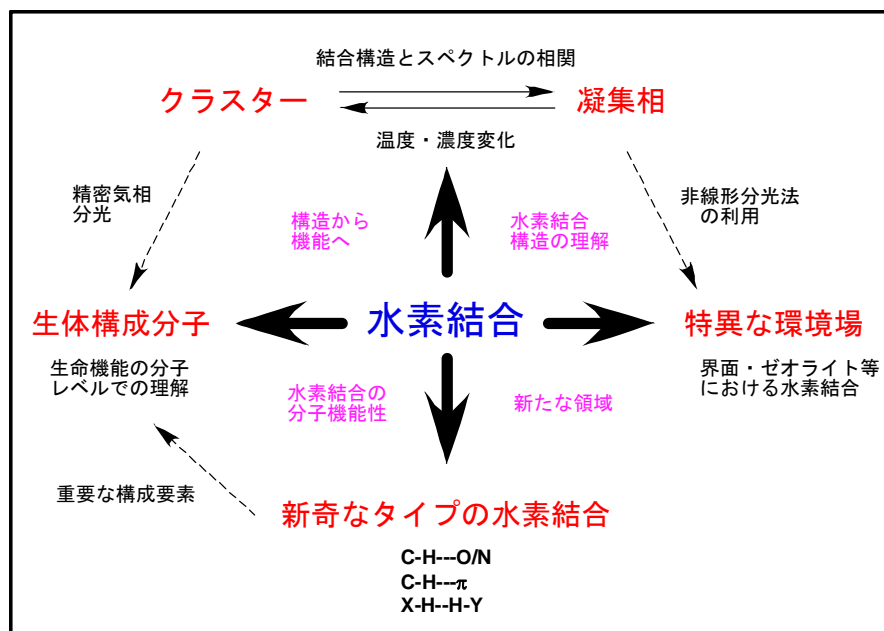 結合構造とスペクトルの相関
クラスター
凝集相
温度・濃度変化
精密気相
分光
非線形分光法
の利用
構造から
機能へ
水素結合
構造の理解
生体構成分子
水素結合
特異な環境場
生命機能の分子
レベルでの理解
界面・ゼオライト等
における水素結合
水素結合の
分子機能性
新たな領域
重要な構成要素
新奇なタイプの水素結合
C-H---O/N
C-H---π
X-H--H-Y